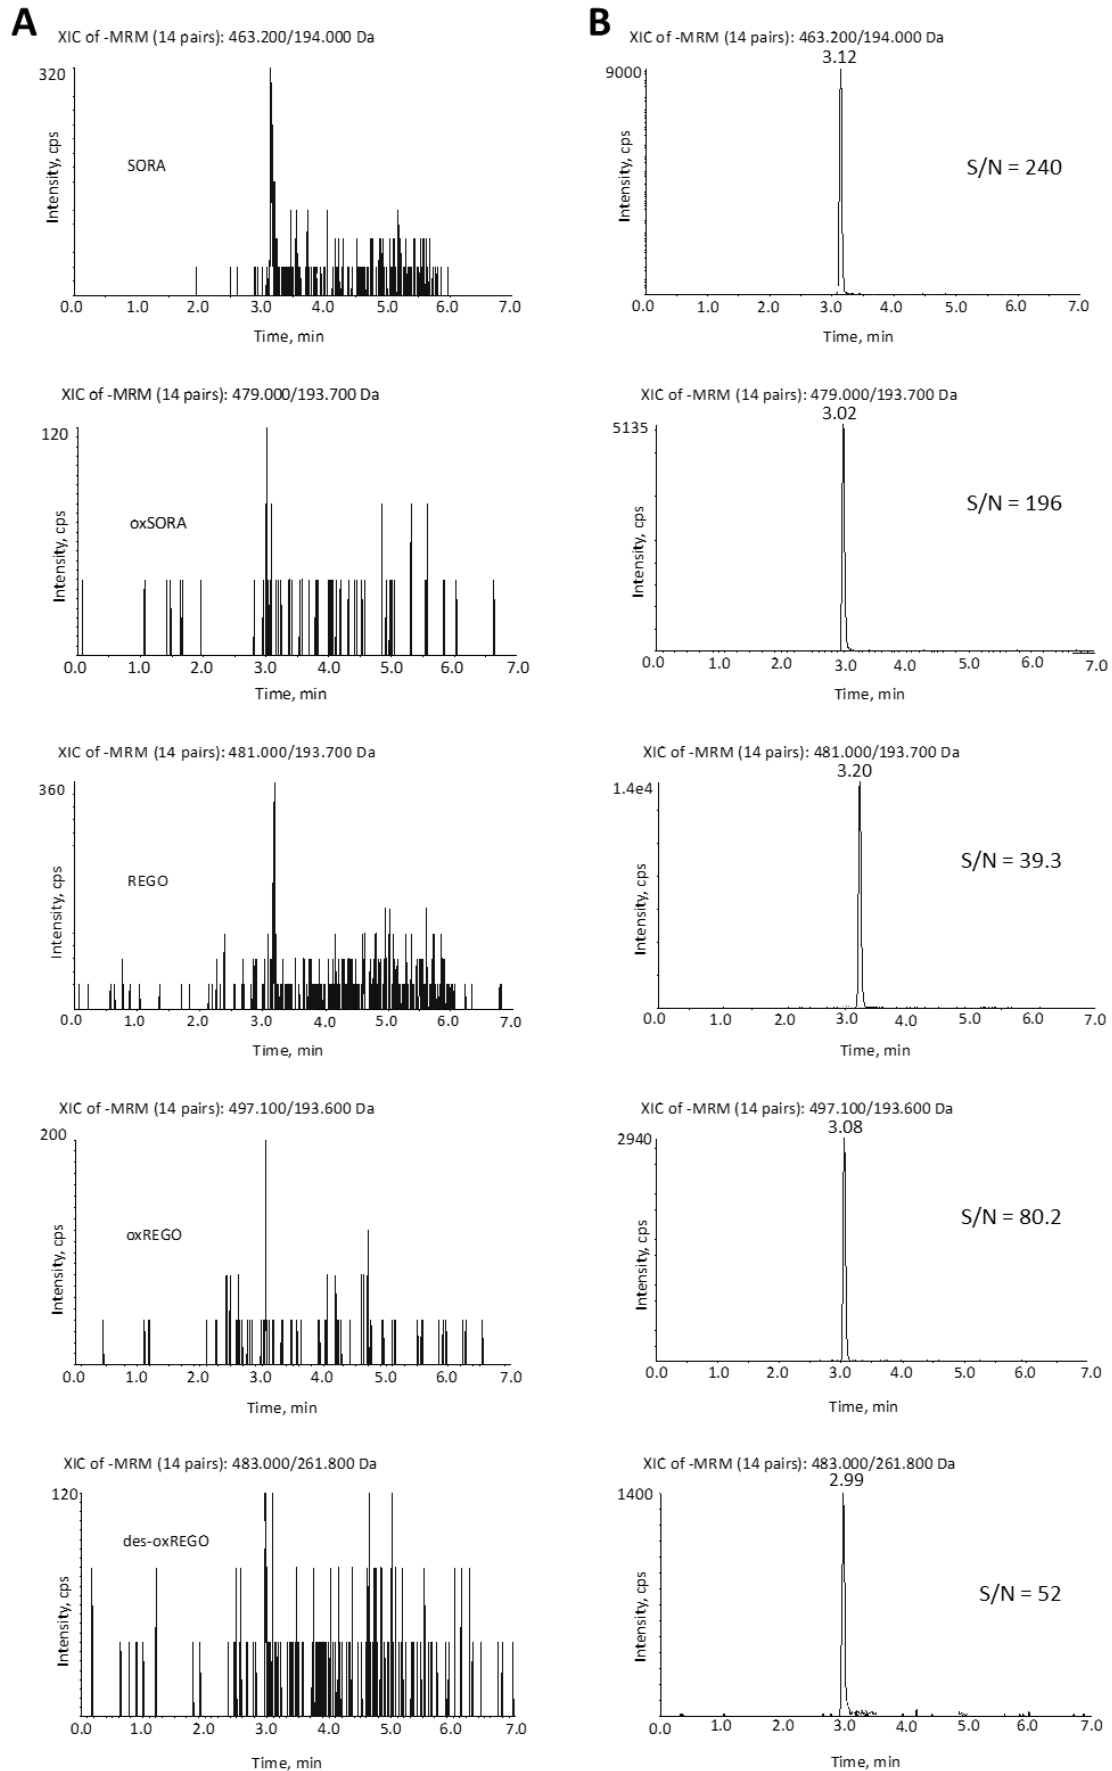 A
B
XIC of -MRM (14 pairs): 463.200/194.000 Da
320
Intensity, cps
SORA
0.0 1.0 2.0 3.0 4.0 5.0 6.0 7.0
Time, min
XIC of -MRM (14 pairs): 463.200/194.000 Da
3.12
9000
Intensity, cps
S/N = 240
0.0 1.0 2.0 3.0 4.0 5.0 6.0 7.0
Time, min
XIC of -MRM (14 pairs): 479.000/193.700 Da
120
Intensity, cps
oxSORA
0.0 1.0 2.0 3.0 4.0 5.0 6.0 7.0
Time, min
XIC of -MRM (14 pairs): 479.000/193.700 Da
3.02
5135
Intensity, cps
S/N = 196
0.0 1.0 2.0 3.0 4.0 5.0 6.0 7.0
Time, min
XIC of -MRM (14 pairs): 481.000/193.700 Da
360
Intensity, cps
REGO
0.0 1.0 2.0 3.0 4.0 5.0 6.0 7.0
Time, min
XIC of -MRM (14 pairs): 481.000/193.700 Da
3.20
1.4e4
Intensity, cps
S/N = 39.3
0.0 1.0 2.0 3.0 4.0 5.0 6.0 7.0
Time, min
XIC of -MRM (14 pairs): 497.100/193.600 Da
200
Intensity, cps
oxREGO
0.0 1.0 2.0 3.0 4.0 5.0 6.0 7.0
Time, min
XIC of -MRM (14 pairs): 497.100/193.600 Da
3.08
2940
Intensity, cps
S/N = 80.2
0.0 1.0 2.0 3.0 4.0 5.0 6.0 7.0
Time, min
XIC of -MRM (14 pairs): 483.000/261.800 Da
120
Intensity, cps
des-oxREGO
0.0 1.0 2.0 3.0 4.0 5.0 6.0 7.0
Time, min
XIC of -MRM (14 pairs): 483.000/261.800 Da
2.99
1400
Intensity, cps
S/N = 52
0.0 1.0 2.0 3.0 4.0 5.0 6.0 7.0
Time, min